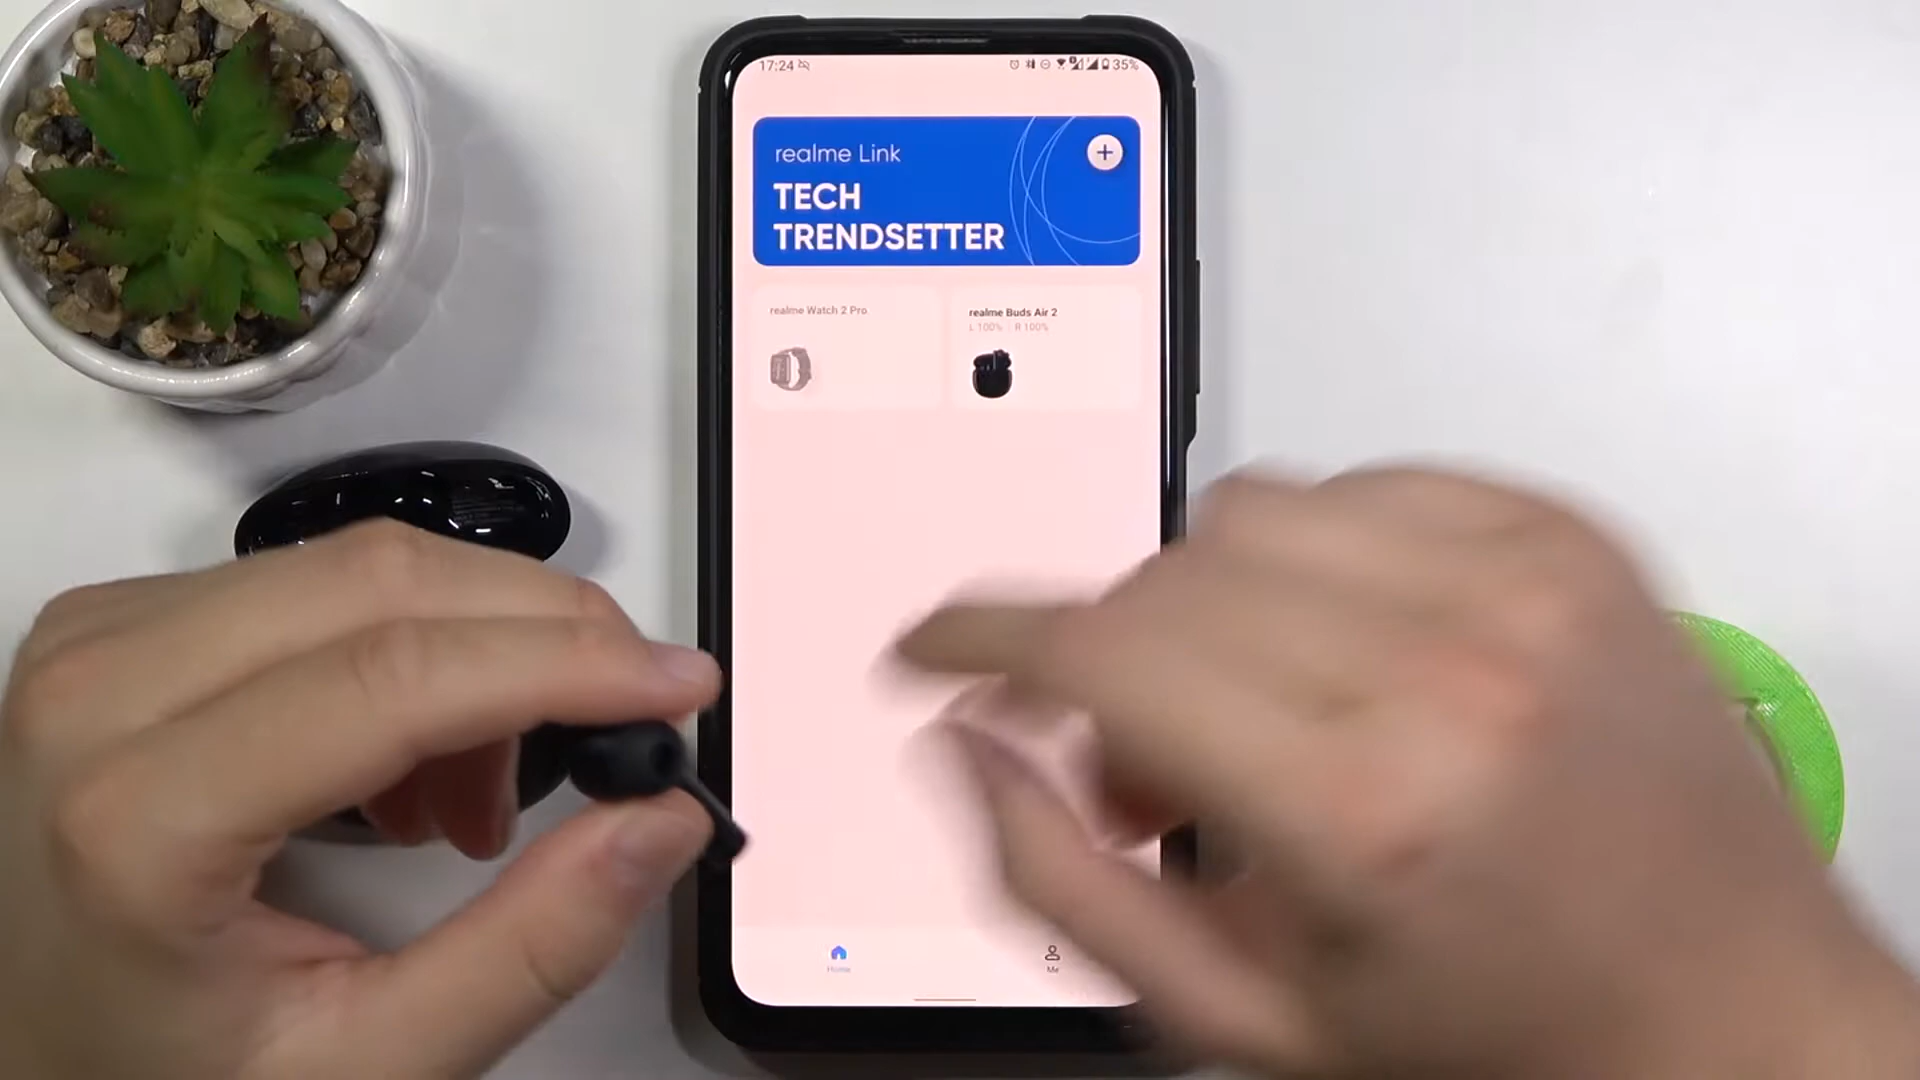 17:24
35%
realme Link
TECH
TRENDSETTER
realme Watch 2 Pro
realme Buds Air 2
L 100% | R 100%
Home
Me